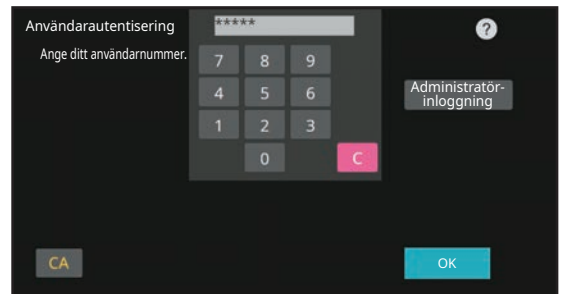 Användarautentisering
*****
?
Ange ditt användarnummer.
7 8 9
4 5 6
1 2 3
0 C
Administratör-
inloggning
CA
OK